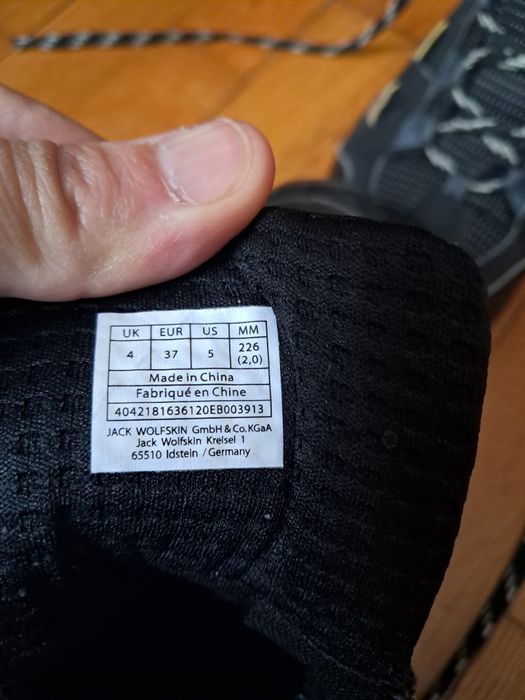 UK EUR US MM
4 37 5 226
(2,0)
Made in China
Fabriqué en Chine
4042181636120EB003913
JACK WOLFSKIN GmbH & Co.KGaA
Jack Wolfskin Kreisel 1
65510 Idstein / Germany